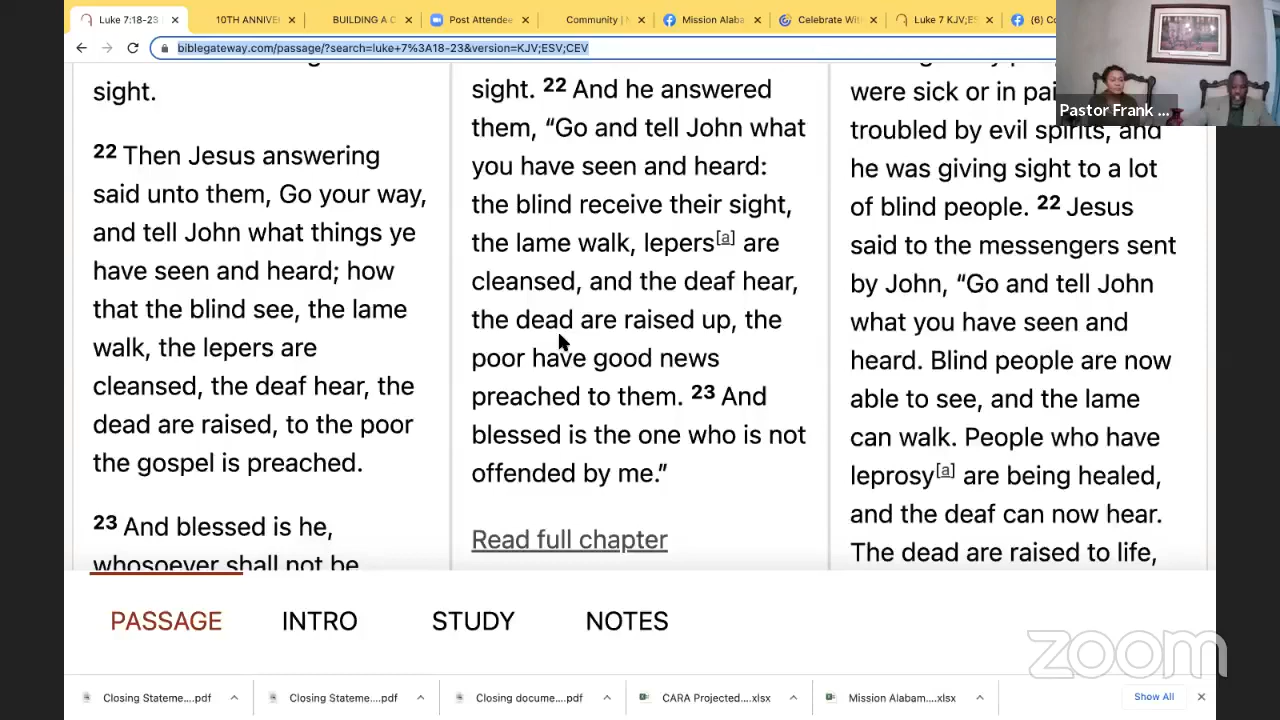 Luke 7:18-23
10TH ANNIVE
BUILDING A C
Post Attendee
Community |
Mission Alaba
Celebrate With
Luke 7 KJV;ES
(6) Co
biblegateway.com/passage/?search=luke+7%3A18-23&version=KJV;ESV;CEV
Pastor Frank ...
sight.
22 Then Jesus answering
said unto them, Go your way,
and tell John what things ye
have seen and heard; how
that the blind see, the lame
walk, the lepers are
cleansed, the deaf hear, the
dead are raised, to the poor
the gospel is preached.
23 And blessed is he,
whosoever shall not be
sight. 22 And he answered
them, “Go and tell John what
you have seen and heard:
the blind receive their sight,
the lame walk, lepers[a] are
cleansed, and the deaf hear,
the dead are raised up, the
poor have good news
preached to them. 23 And
blessed is the one who is not
offended by me.”
Read full chapter
were sick or in pai
troubled by evil spirits, and
he was giving sight to a lot
of blind people. 22 Jesus
said to the messengers sent
by John, “Go and tell John
what you have seen and
heard. Blind people are now
able to see, and the lame
can walk. People who have
leprosy[a] are being healed,
and the deaf can now hear.
The dead are raised to life,
PASSAGE
INTRO
STUDY
NOTES
zoom
Closing Stateme....pdf
Closing Stateme....pdf
Closing docume....pdf
CARA Projected....xlsx
Mission Alabam....xlsx
Show All